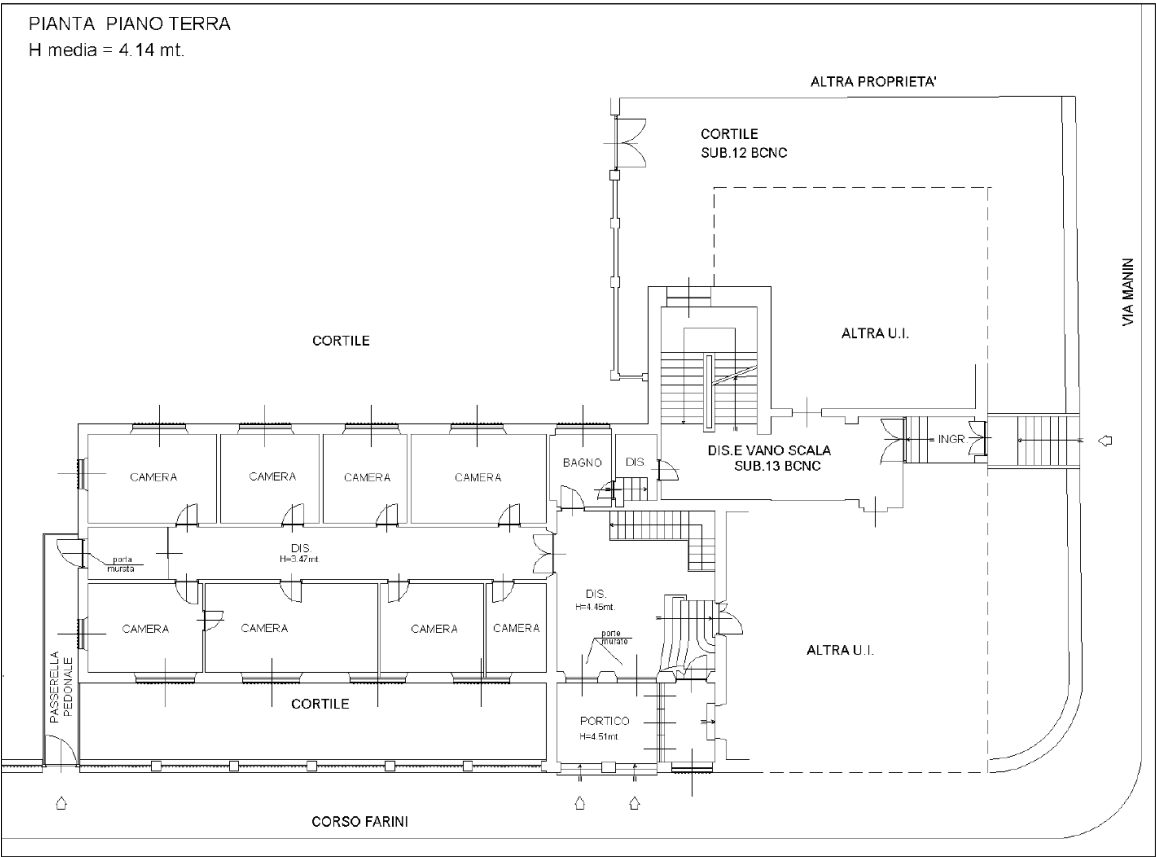 PIANTA PIANO TERRA
H media = 4.14 mt.
ALTRA PROPRIETA'
CORTILE
SUB.12 BCNC
VIA MANIN
CORTILE
ALTRA U.I.
INGR.
DIS.E VANO SCALA
SUB.13 BCNC
CAMERA
CAMERA
CAMERA
CAMERA
BAGNO
DIS.
DIS.
H=3.47mt.
porta
murata
DIS.
H=4.46mt.
porte
murate
CAMERA
CAMERA
CAMERA
CAMERA
ALTRA U.I.
PASSERELLA
PEDONALE
CORTILE
PORTICO
H=4.51mt.
CORSO FARINI